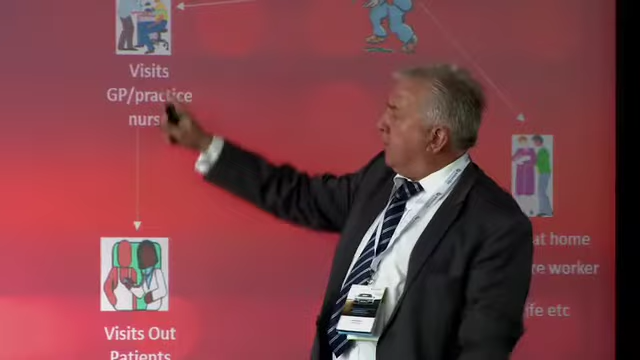 Visits
GP/practice
nurs
Visits Out
Patients
at home
re worker
fe etc